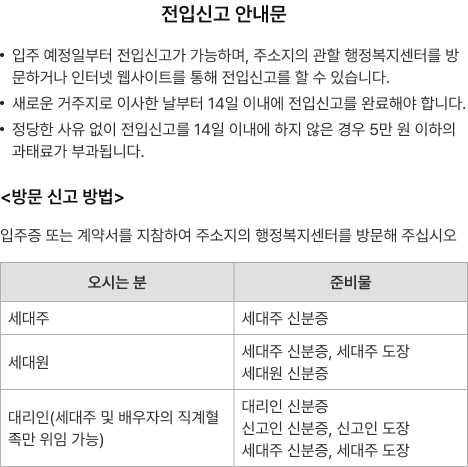 전입신고 안내문
• 입주 예정일부터 전입신고가 가능하며, 주소지의 관할 행정복지센터를 방
문하거나 인터넷 웹사이트를 통해 전입신고를 할 수 있습니다.
• 새로운 거주지로 이사한 날부터 14일 이내에 전입신고를 완료해야 합니다.
• 정당한 사유 없이 전입신고를 14일 이내에 하지 않은 경우 5만 원 이하의
과태료가 부과됩니다.
<방문 신고 방법>
입주증 또는 계약서를 지참하여 주소지의 행정복지센터를 방문해 주십시오
오시는 분 준비물
세대주 세대주 신분증
세대원 세대주 신분증, 세대주 도장
세대원 신분증
대리인(세대주 및 배우자의 직계혈
족만 위임 가능)
대리인 신분증
신고인 신분증, 신고인 도장
세대주 신분증, 세대주 도장